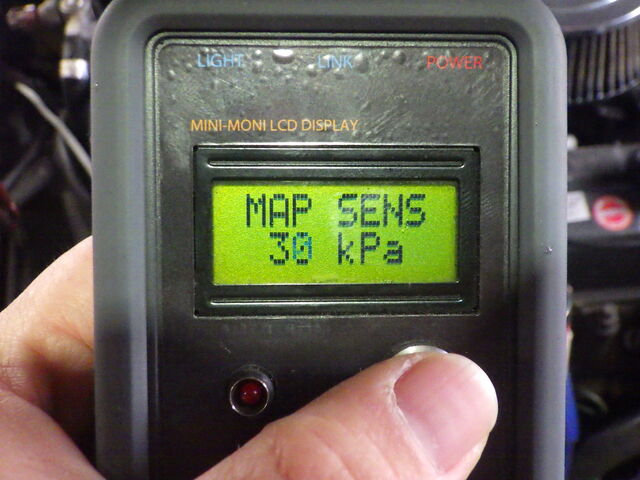 LIGHT LINK POWER
MINI-MONI LCD DISPLAY
MAP SENS
30 kPa